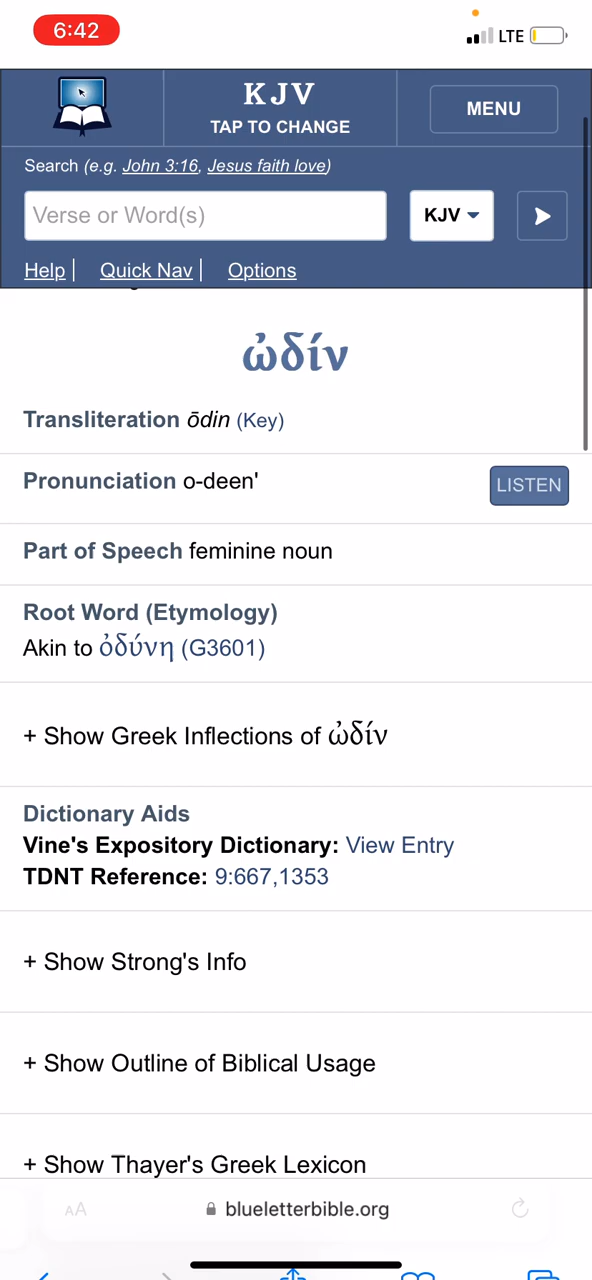 6:42
LTE
KJV
TAP TO CHANGE
MENU
Search (e.g. John 3:16, Jesus faith love)
Verse or Word(s)
KJV
Help | Quick Nav | Options
ὠδίν
Transliteration ōdin (Key)
Pronunciation o-deen'
LISTEN
Part of Speech feminine noun
Root Word (Etymology)
Akin to ὀδύνη (G3601)
+ Show Greek Inflections of ὠδίν
Dictionary Aids
Vine's Expository Dictionary: View Entry
TDNT Reference: 9:667,1353
+ Show Strong's Info
+ Show Outline of Biblical Usage
+ Show Thayer's Greek Lexicon
AA
blueletterbible.org